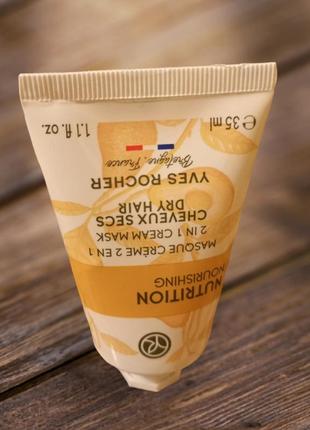 NUTRITION
NOURISHING
MASQUE CRÈME 2 EN 1
2 IN 1 CREAM MASK
CHEVEUX SECS
DRY HAIR
YVES ROCHER
Bretagne, France
℮ 35 ml 1.1 fl. oz.